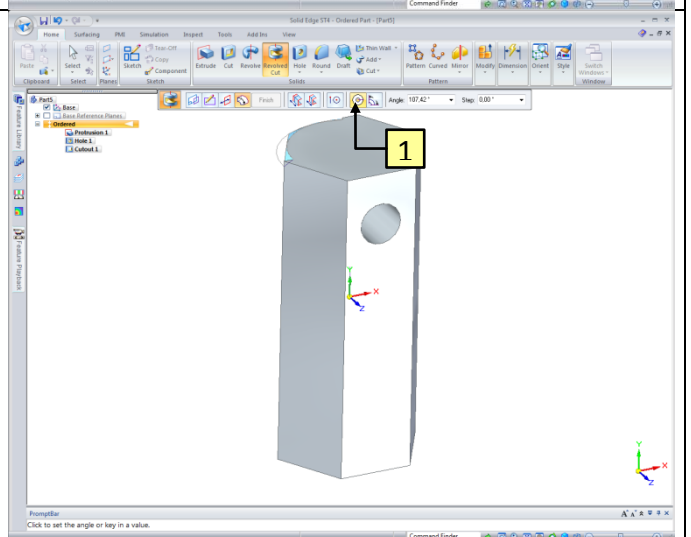 Command Finder
Solid Edge ST4 - Ordered Part - [Part5]
Home Surfacing PMI Simulation Inspect Tools Add Ins View
Paste Select Sketch Tear-Off Copy Component Extrude Cut Revolve Revolved Cut Hole Round Draft Thin Wall Add Cut Pattern Curved Mirror Modify Dimension Orient Style Switch Windows
Clipboard Select Planes Sketch Solids Pattern Window
Part5 Finish Angle: 107,42 ° Step: 0,00 °
Base
Base Reference Planes
Ordered
Protrusion 1
Hole 1
Cutout 1
Feature Library
Feature Playback
1
Y
X
Z
Y
X
Z
PromptBar
Click to set the angle or key in a value.
Command Finder